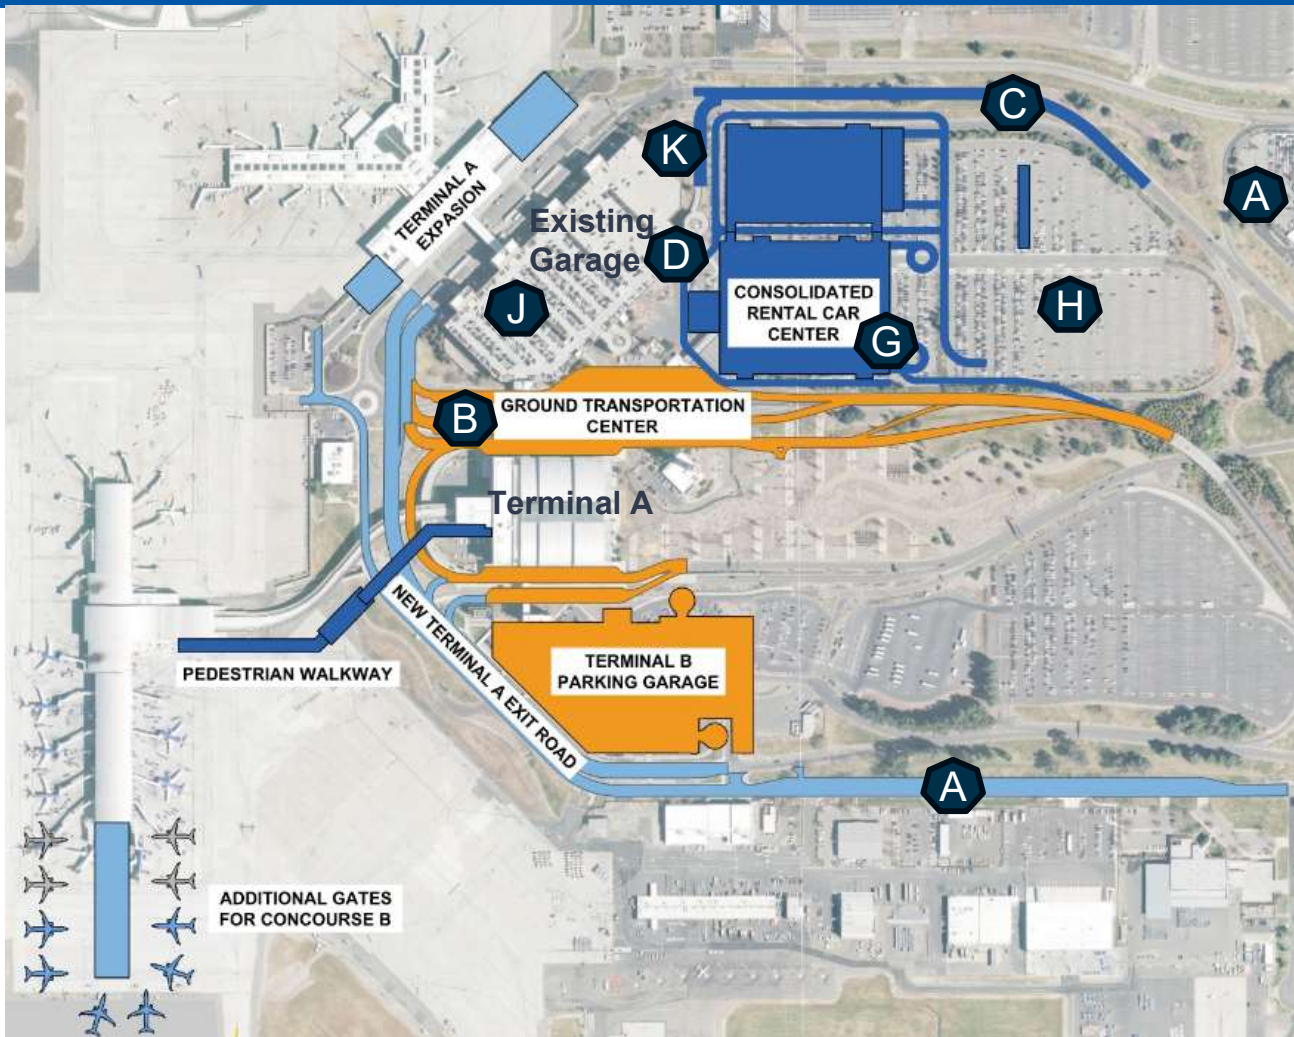 C
K
A
TERMINAL A
EXPASION
Existing
Garage
D
J
CONSOLIDATED
RENTAL CAR
CENTER
H
G
B
GROUND TRANSPORTATION
CENTER
Terminal A
NEW TERMINAL A EXIT ROAD
PEDESTRIAN WALKWAY
TERMINAL B
PARKING GARAGE
A
ADDITIONAL GATES
FOR CONCOURSE B